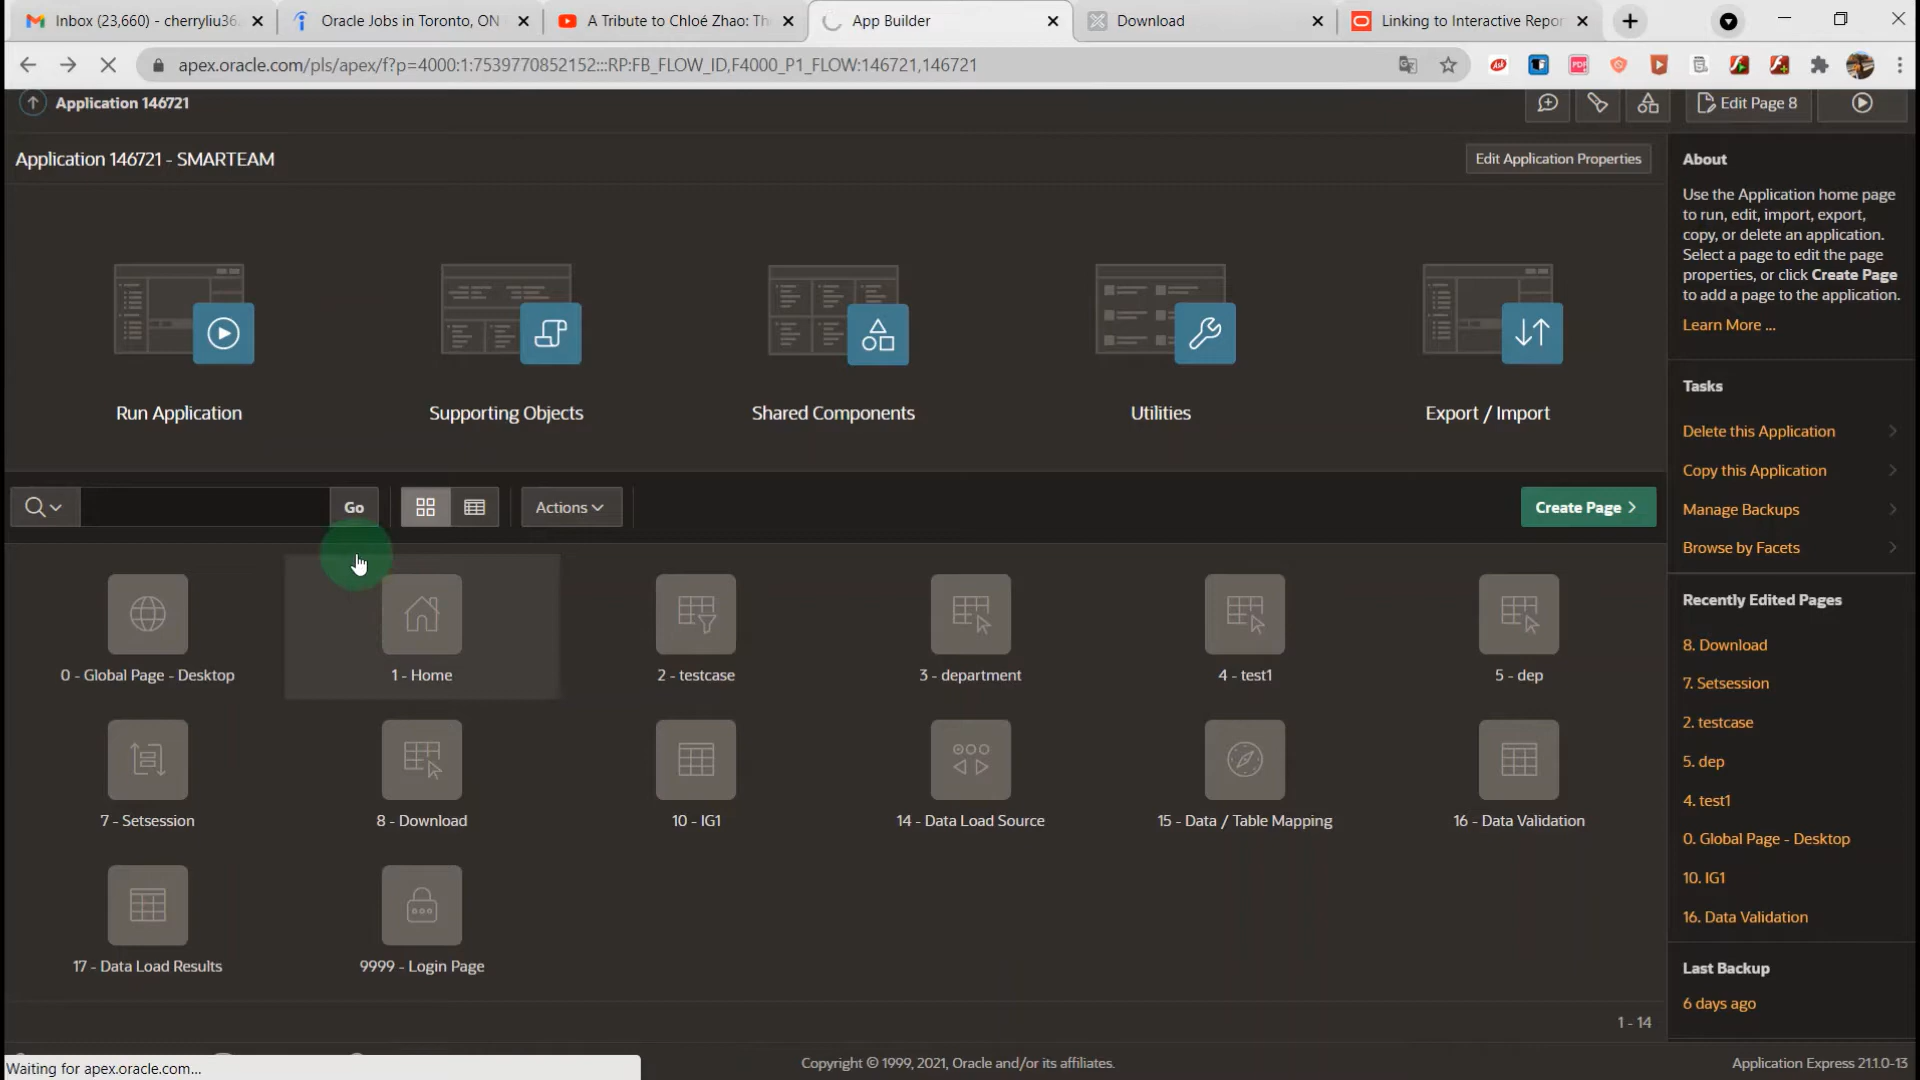 Inbox (23,660) - cherryliu36
Oracle Jobs in Toronto, ON
A Tribute to Chloé Zhao: Th
App Builder
Download
Linking to Interactive Repor
apex.oracle.com/pls/apex/f?p=4000:1:7539770852152:::RP:FB_FLOW_ID,F4000_P1_FLOW:146721,146721
Application 146721
Edit Page 8
Application 146721 - SMARTEAM
Edit Application Properties
Run Application
Supporting Objects
Shared Components
Utilities
Export / Import
Go
Actions
Create Page
0 - Global Page - Desktop
1 - Home
2 - testcase
3 - department
4 - test1
5 - dep
7 - Setsession
8 - Download
10 - IG1
14 - Data Load Source
15 - Data / Table Mapping
16 - Data Validation
17 - Data Load Results
9999 - Login Page
1 - 14
About
Use the Application home page
to run, edit, import, export,
copy, or delete an application.
Select a page to edit the page
properties, or click Create Page
to add a page to the application.
Learn More ...
Tasks
Delete this Application
Copy this Application
Manage Backups
Browse by Facets
Recently Edited Pages
8. Download
7. Setsession
2. testcase
5. dep
4. test1
0. Global Page - Desktop
10. IG1
16. Data Validation
Last Backup
6 days ago
Waiting for apex.oracle.com...
Copyright © 1999, 2021, Oracle and/or its affiliates.
Application Express 21.1.0-13